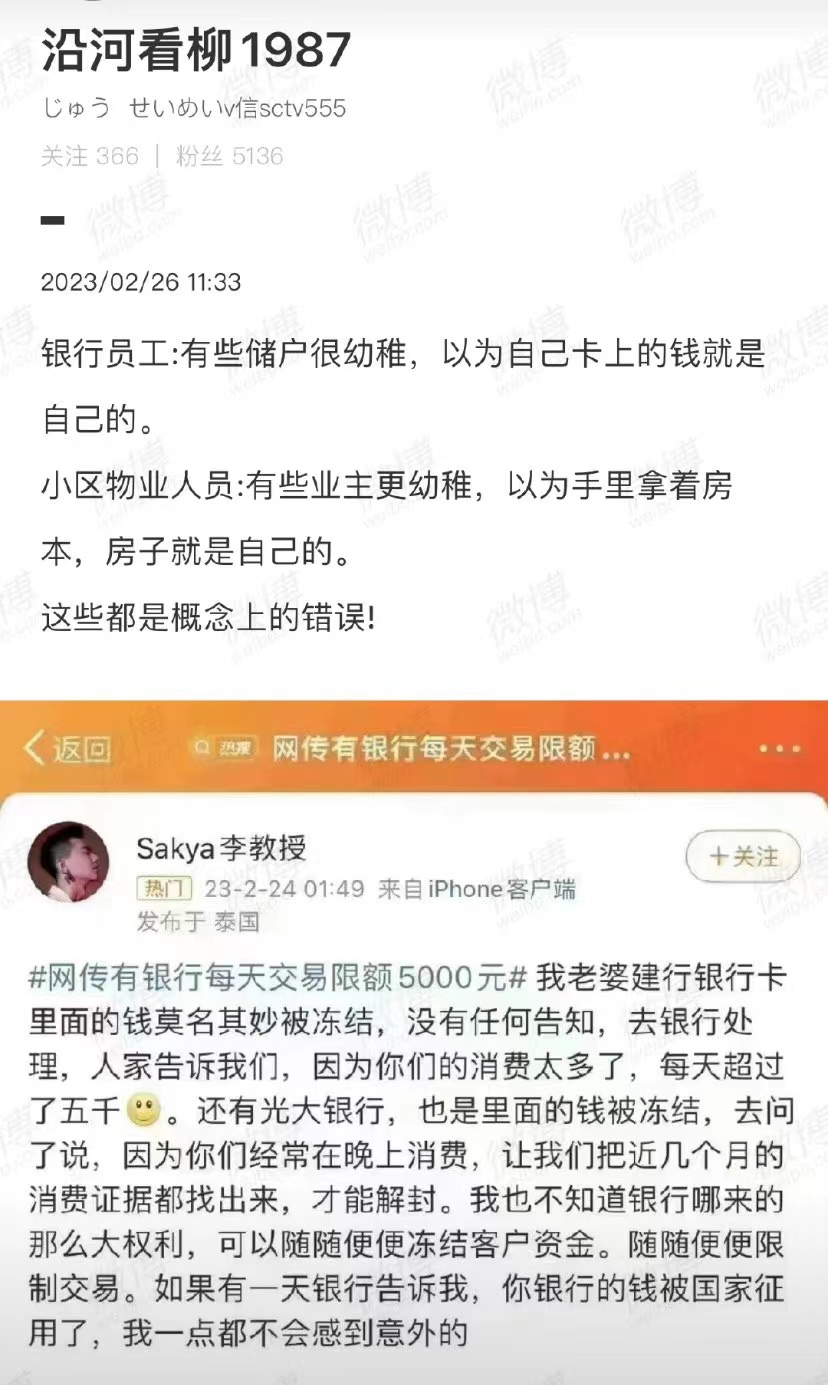 沿河看柳1987
じゅう せいめいv信sctv555
关注 366 | 粉丝 5136
2023/02/26 11:33
银行员工:有些储户很幼稚，以为自己卡上的钱就是
自己的。
小区物业人员:有些业主更幼稚，以为手里拿着房
本，房子就是自己的。
这些都是概念上的错误!
返回 热搜 网传有银行每天交易限额...
Sakya李教授
+关注
热门 23-2-24 01:49 来自 iPhone客户端
发布于 泰国
#网传有银行每天交易限额5000元# 我老婆建行银行卡
里面的钱莫名其妙被冻结，没有任何告知，去银行处
理，人家告诉我们，因为你们的消费太多了，每天超过
了五千🙂。还有光大银行，也是里面的钱被冻结，去问
了说，因为你们经常在晚上消费，让我们把近几个月的
消费证据都找出来，才能解封。我也不知道银行哪来的
那么大权利，可以随随便便冻结客户资金。随随便便限
制交易。如果有一天银行告诉我，你银行的钱被国家征
用了，我一点都不会感到意外的
微博
weibo.com